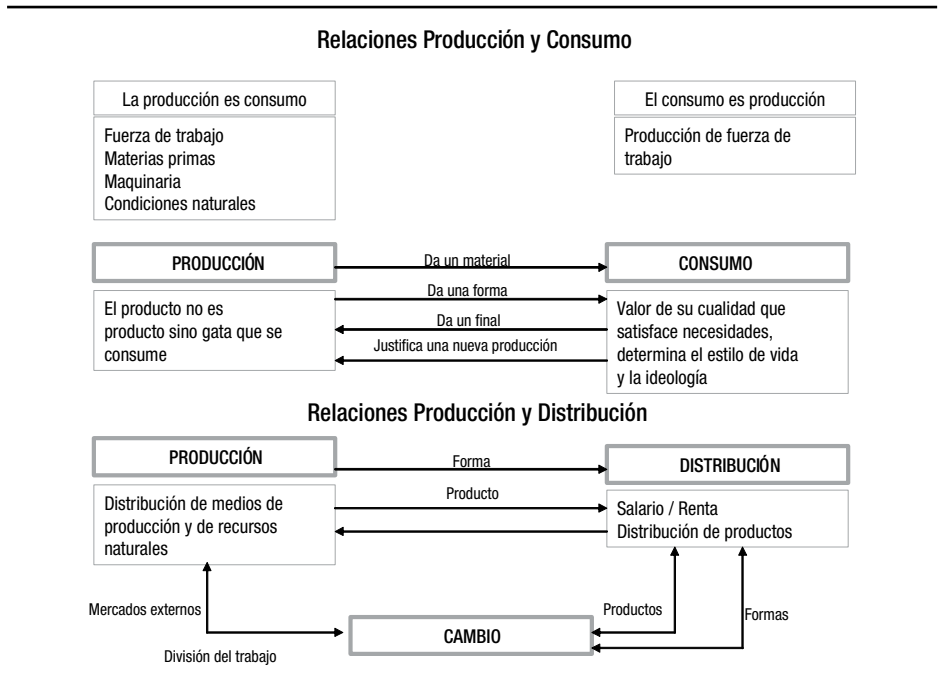 Relaciones Producción y Consumo
La producción es consumo
Fuerza de trabajo
Materias primas
Maquinaria
Condiciones naturales
El consumo es producción
Producción de fuerza de
trabajo
PRODUCCIÓN
Da un material
CONSUMO
El producto no es
producto sino gata que se
consume
Da una forma
Da un final
Justifica una nueva producción
Valor de su cualidad que
satisface necesidades,
determina el estilo de vida
y la ideología
Relaciones Producción y Distribución
PRODUCCIÓN
Forma
DISTRIBUCIÓN
Distribución de medios de
producción y de recursos
naturales
Producto
Salario / Renta
Distribución de productos
Mercados externos
División del trabajo
CAMBIO
Productos
Formas